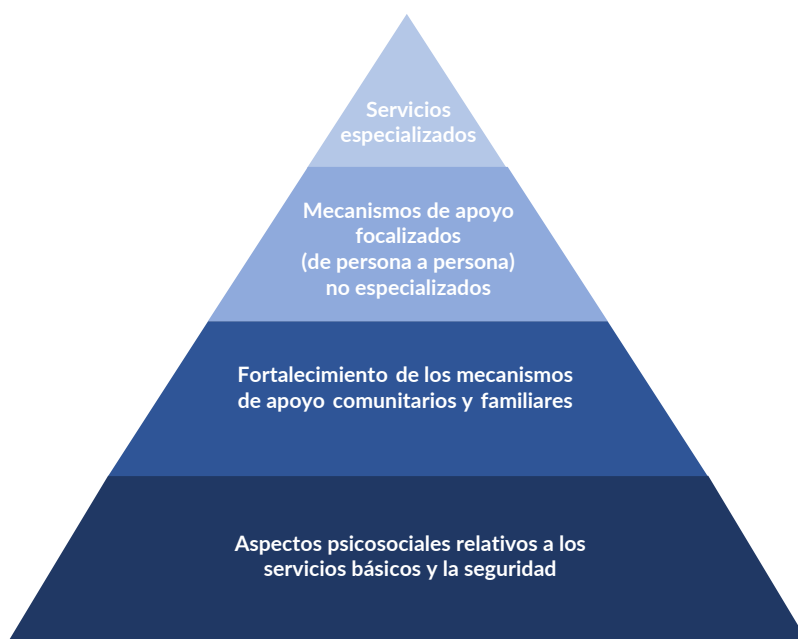 Servicios
especializados
Mecanismos de apoyo
focalizados
(de persona a persona)
no especializados
Fortalecimiento de los mecanismos
de apoyo comunitarios y familiares
Aspectos psicosociales relativos a los
servicios básicos y la seguridad